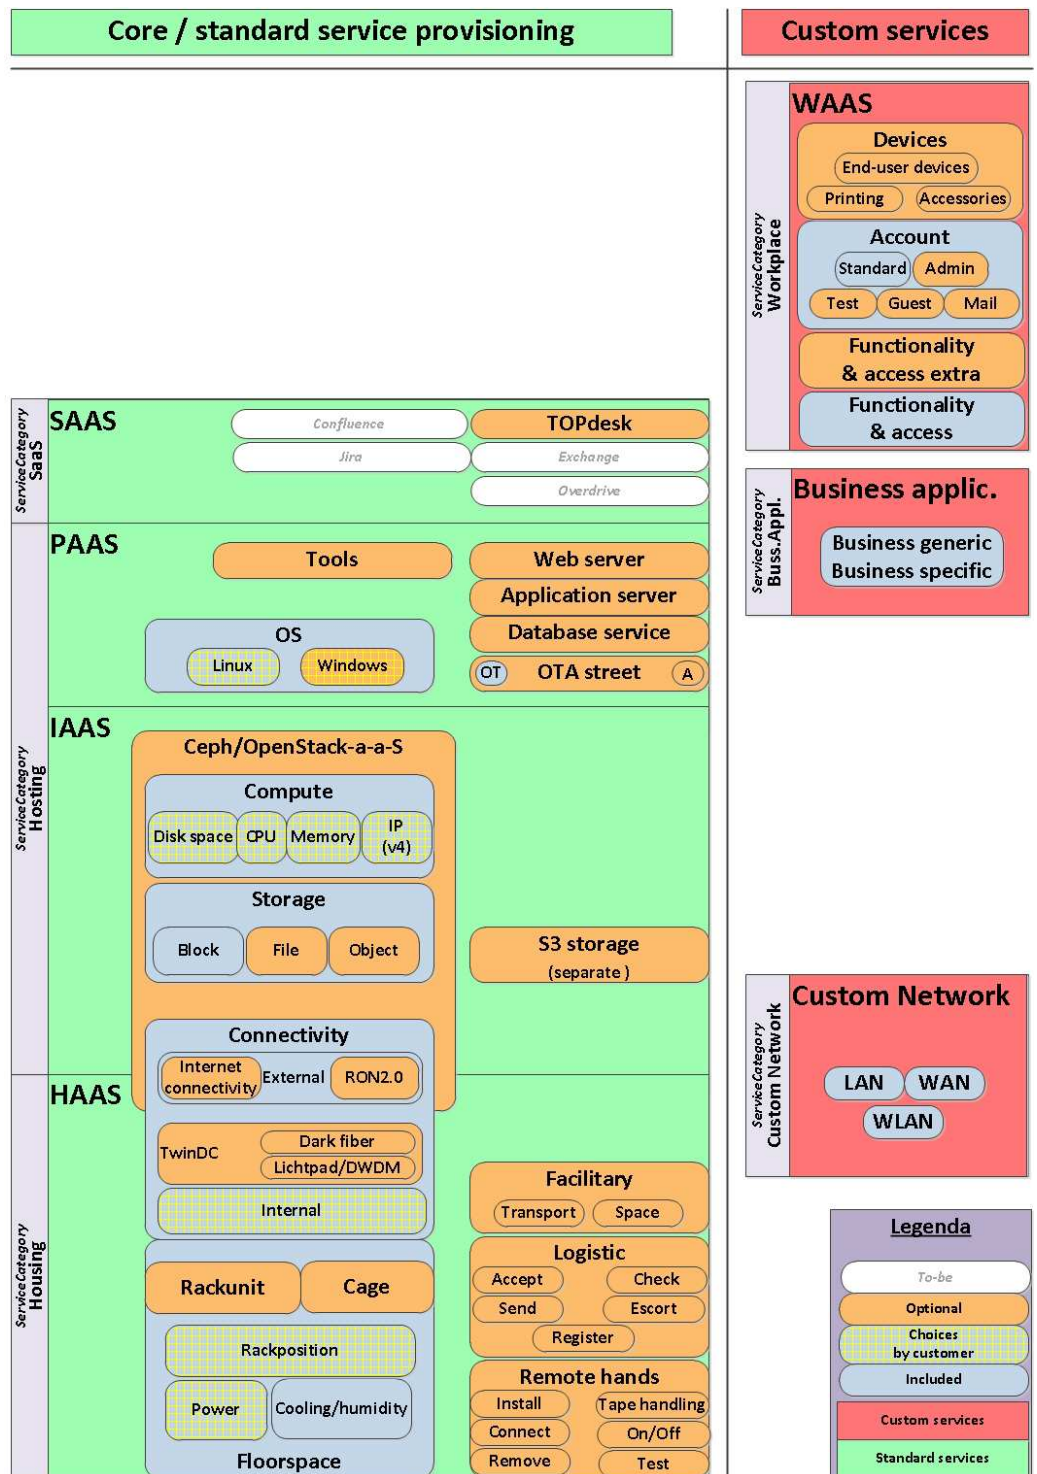 Core / standard service provisioning
Custom services
WAAS
Devices
End-user devices
Printing
Accessories
Account
Standard
Admin
Test
Guest
Mail
Functionality
& access extra
Functionality
& access
ServiceCategory
Workplace
SAAS
Confluence
TOPdesk
Jira
Exchange
Overdrive
ServiceCategory
SaaS
Business applic.
Business generic
Business specific
ServiceCategory
Buss.Appl.
PAAS
Tools
Web server
Application server
Database service
OS
Linux
Windows
OT
OTA street
A
IAAS
Ceph/OpenStack-a-a-S
Compute
Disk space
CPU
Memory
IP
(v4)
Storage
Block
File
Object
S3 storage
(separate )
ServiceCategory
Hosting
Custom Network
LAN
WAN
WLAN
ServiceCategory
Custom Network
Connectivity
Internet
connectivity
External
RON2.0
HAAS
TwinDC
Dark fiber
Lichtpad/DWDM
Internal
Facilitary
Transport
Space
Logistic
Accept
Check
Send
Escort
Register
Rackunit
Cage
Rackposition
Power
Cooling/humidity
Floorspace
Remote hands
Install
Tape handling
Connect
On/Off
Remove
Test
ServiceCategory
Housing
Legenda
To-be
Optional
Choices
by customer
Included
Custom services
Standard services